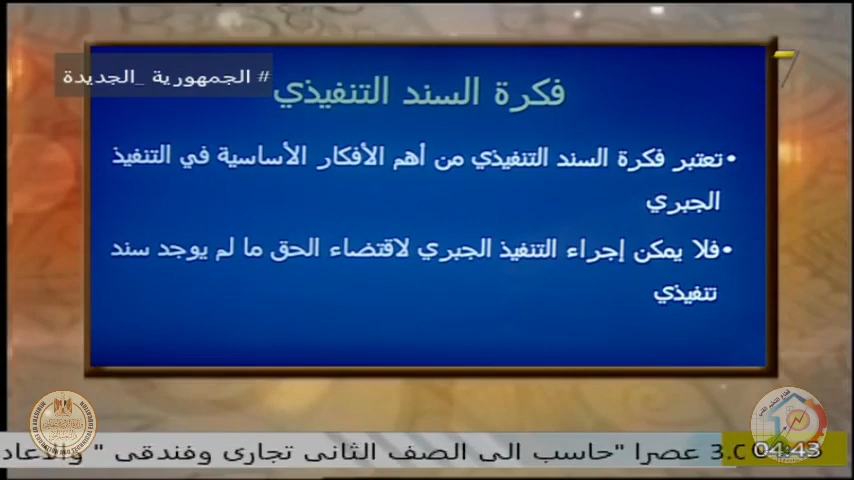 # الجمهورية _الجديدة
فكرة السند التنفيذي
•تعتبر فكرة السند التنفيذي من أهم الأفكار الأساسية في التنفيذ
الجبري
•فلا يمكن إجراء التنفيذ الجبري لاقتضاء الحق ما لم يوجد سند
تنفيذي
عصرا "حاسب الى الصف الثانى تجارى وفندقى "
04:43